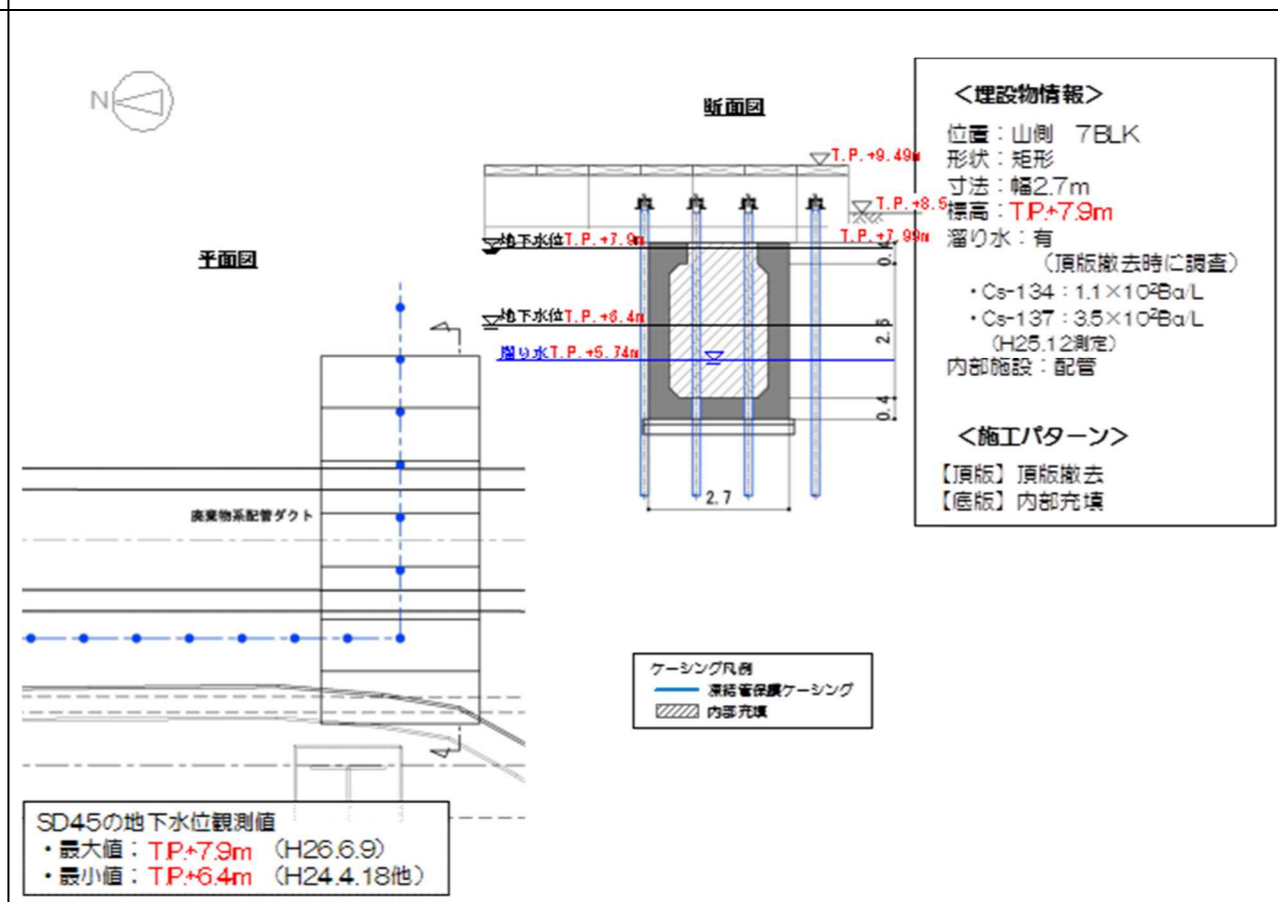 N
断面図
平面図
T.P.+9.49m
T.P.+8.5
T.P.+7.99m
地下水位T.P.+7.9m
地下水位T.P.+6.4m
溜り水T.P.+5.74m
2.6
0.4
2.7
＜埋設物情報＞
位置：山側 7BLK
形状：矩形
寸法：幅2.7m
標高：T.P.+7.9m
溜り水：有
（頂版撤去時に調査）
・Cs-134：1.1×10²Bq/L
・Cs-137：3.5×10²Bq/L
（H25.12測定）
内部施設：配管
＜施工パターン＞
【頂版】頂版撤去
【底版】内部充填
廃棄物系配管ダクト
ケーシング凡例
凍結管保護ケーシング
内部充填
SD45の地下水位観測値
・最大値：T.P.+7.9m （H26.6.9）
・最小値：T.P.+6.4m （H24.4.18他）